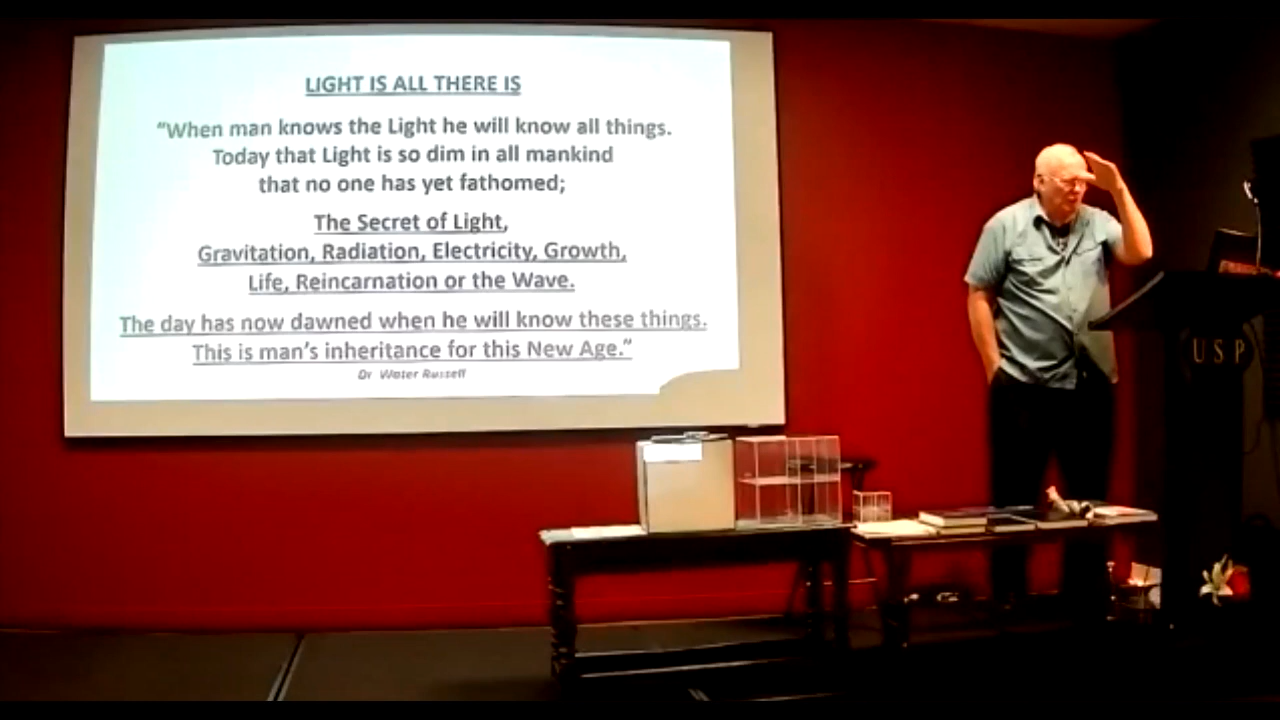 LIGHT IS ALL THERE IS
“When man knows the Light he will know all things.
Today that Light is so dim in all mankind
that no one has yet fathomed;
The Secret of Light,
Gravitation, Radiation, Electricity, Growth,
Life, Reincarnation or the Wave.
The day has now dawned when he will know these things.
This is man’s inheritance for this New Age.”
Dr Water Russell
USP